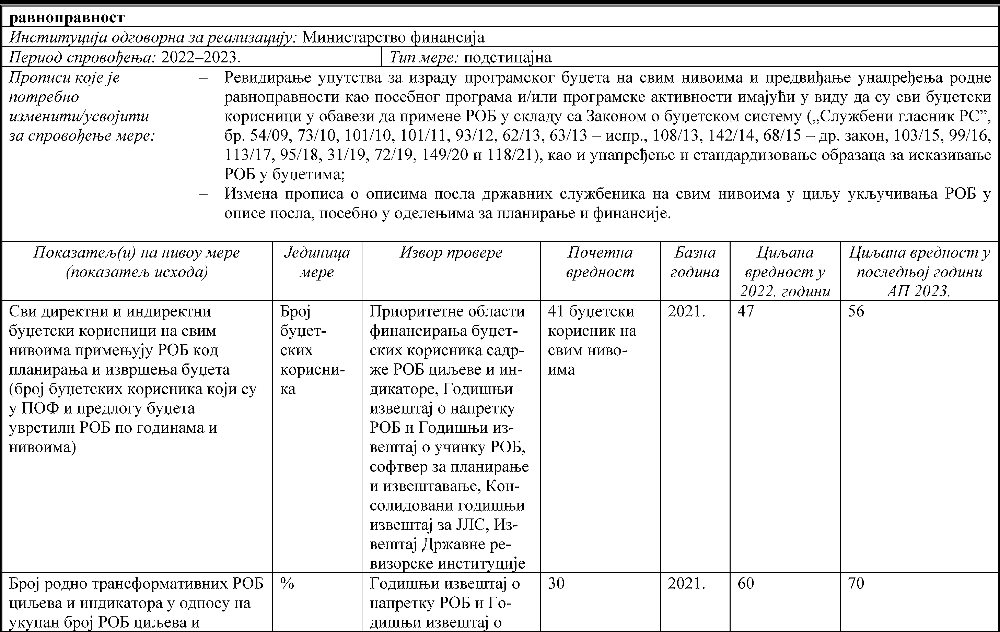 равноправност
Институција одговорна за реализацију: Министарство финансија
Период спровођења: 2022–2023.
Тип мере: подстицајна
Прописи које је
потребно
изменити/усвојити
за спровођење мере:
– Ревидирање упутства за израду програмског буџета на свим нивоима и предвиђање унапређења родне
равноправности као посебног програма и/или програмске активности имајући у виду да су сви буџетски
корисници у обавези да примене РОБ у складу са Законом о буџетском систему („Службени гласник РС”,
бр. 54/09, 73/10, 101/10, 101/11, 93/12, 62/13, 63/13 – испр., 108/13, 142/14, 68/15 – др. закон, 103/15, 99/16,
113/17, 95/18, 31/19, 72/19, 149/20 и 118/21), као и унапређење и стандардизовање образаца за исказивање
РОБ у буџетима;
– Измена прописа о описима посла државних службеника на свим нивоима у циљу укључивања РОБ у
описе посла, посебно у оделењима за планирање и финансије.
Показатељ(и) на нивоу мере
(показатељ исхода)
Јединица
мере
Извор провере
Почетна
вредност
Базна
година
Циљана
вредност у
2022. години
Циљана вредност у
последњој години
АП 2023.
Сви директни и индиректни
буџетски корисници на свим
нивоима примењују РОБ код
планирања и извршења буџета
(број буџетских корисника који су
у ПОФ и предлогу буџета
уврстили РОБ по годинама и
нивоима)
Број
буџет-
ских
корисни-
ка
Приоритетне области
финансирања буџет-
ских корисника садр-
же РОБ циљеве и ин-
дикаторе, Годишњи
извештај о напретку
РОБ и Годишњи из-
вештај о учинку РОБ,
софтвер за планирање
и извештавање, Кон-
солидовани годишњи
извештај за ЈЛС, Из-
вештај Државне ре-
визорске институције
41 буџетски
корисник на
свим ниво-
има
2021.
47
56
Број родно трансформативних РОБ
циљева и индикатора у односу на
укупан број РОБ циљева и
%
Годишњи извештај о
напретку РОБ и Го-
дишњи извештај о
30
2021.
60
70